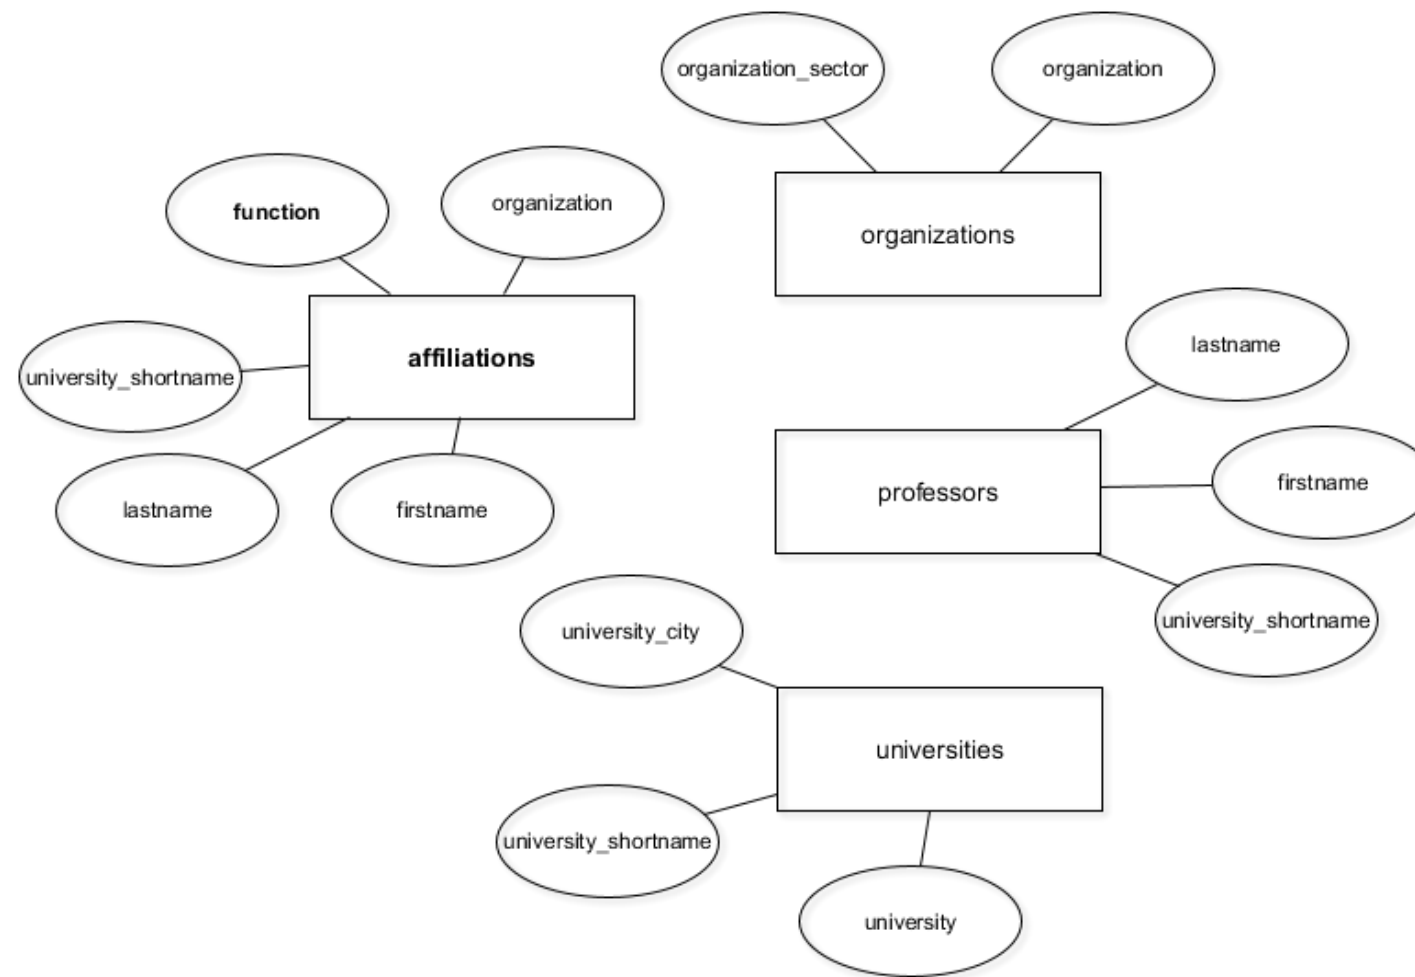 organization_sector
organization
function
organization
organizations
lastname
affiliations
university_shortname
firstname
professors
lastname
firstname
university_shortname
university_city
universities
university_shortname
university